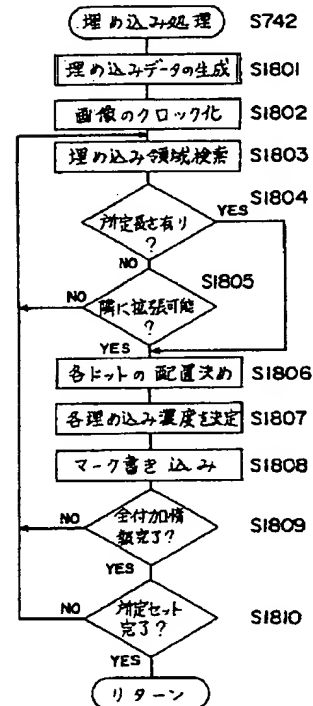 埋め込み処理 S742
埋め込みデータの生成 S1801
画像のクロック化 S1802
埋め込み領域検索 S1803
S1804
所定長さ有り
?
YES
NO
S1805
隣に拡張可能
?
NO
YES
各ドットの配置決め S1806
各埋め込み濃度を決定 S1807
マーク書き込み S1808
全付加情
報完了?
S1809
NO
YES
所定セット
完了?
S1810
NO
YES
リターン